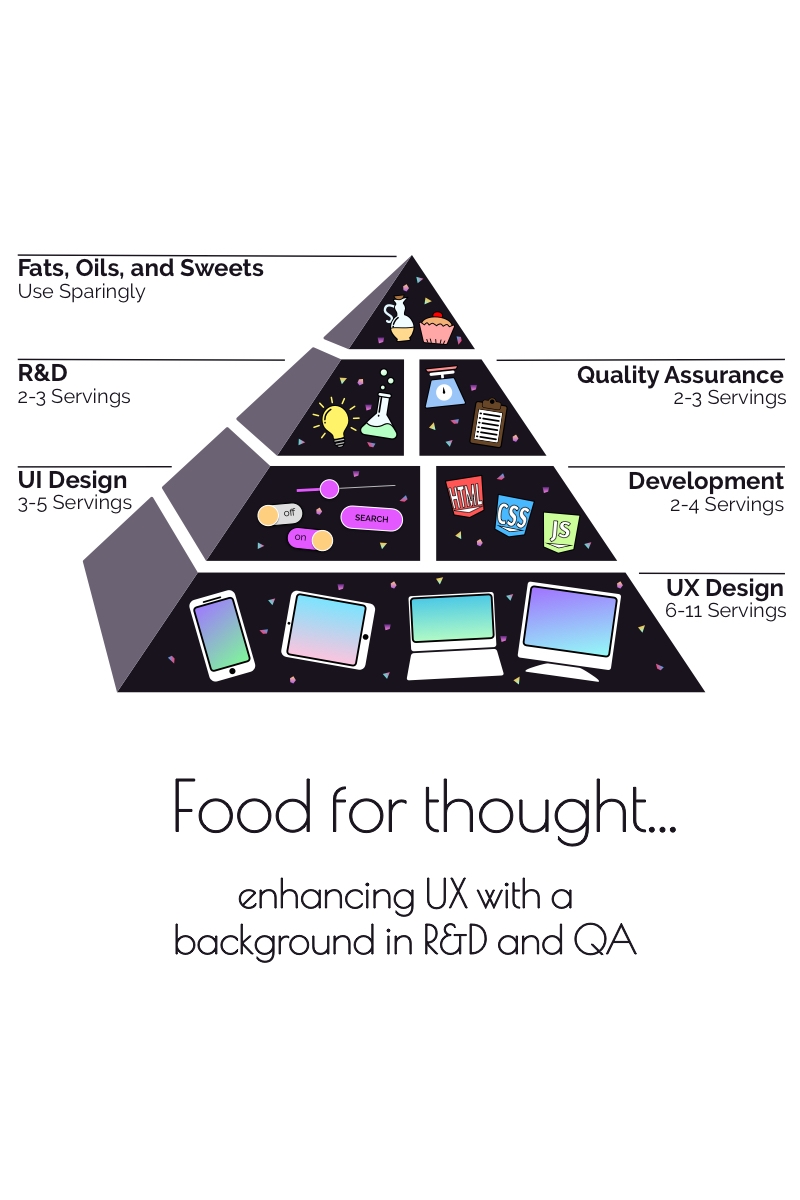 Fats, Oils, and Sweets
Use Sparingly
R&D
2-3 Servings
Quality Assurance
2-3 Servings
UI Design
3-5 Servings
Development
2-4 Servings
off
SEARCH
on
HTML
CSS
JS
UX Design
6-11 Servings
Food for thought...
enhancing UX with a
background in R&D and QA